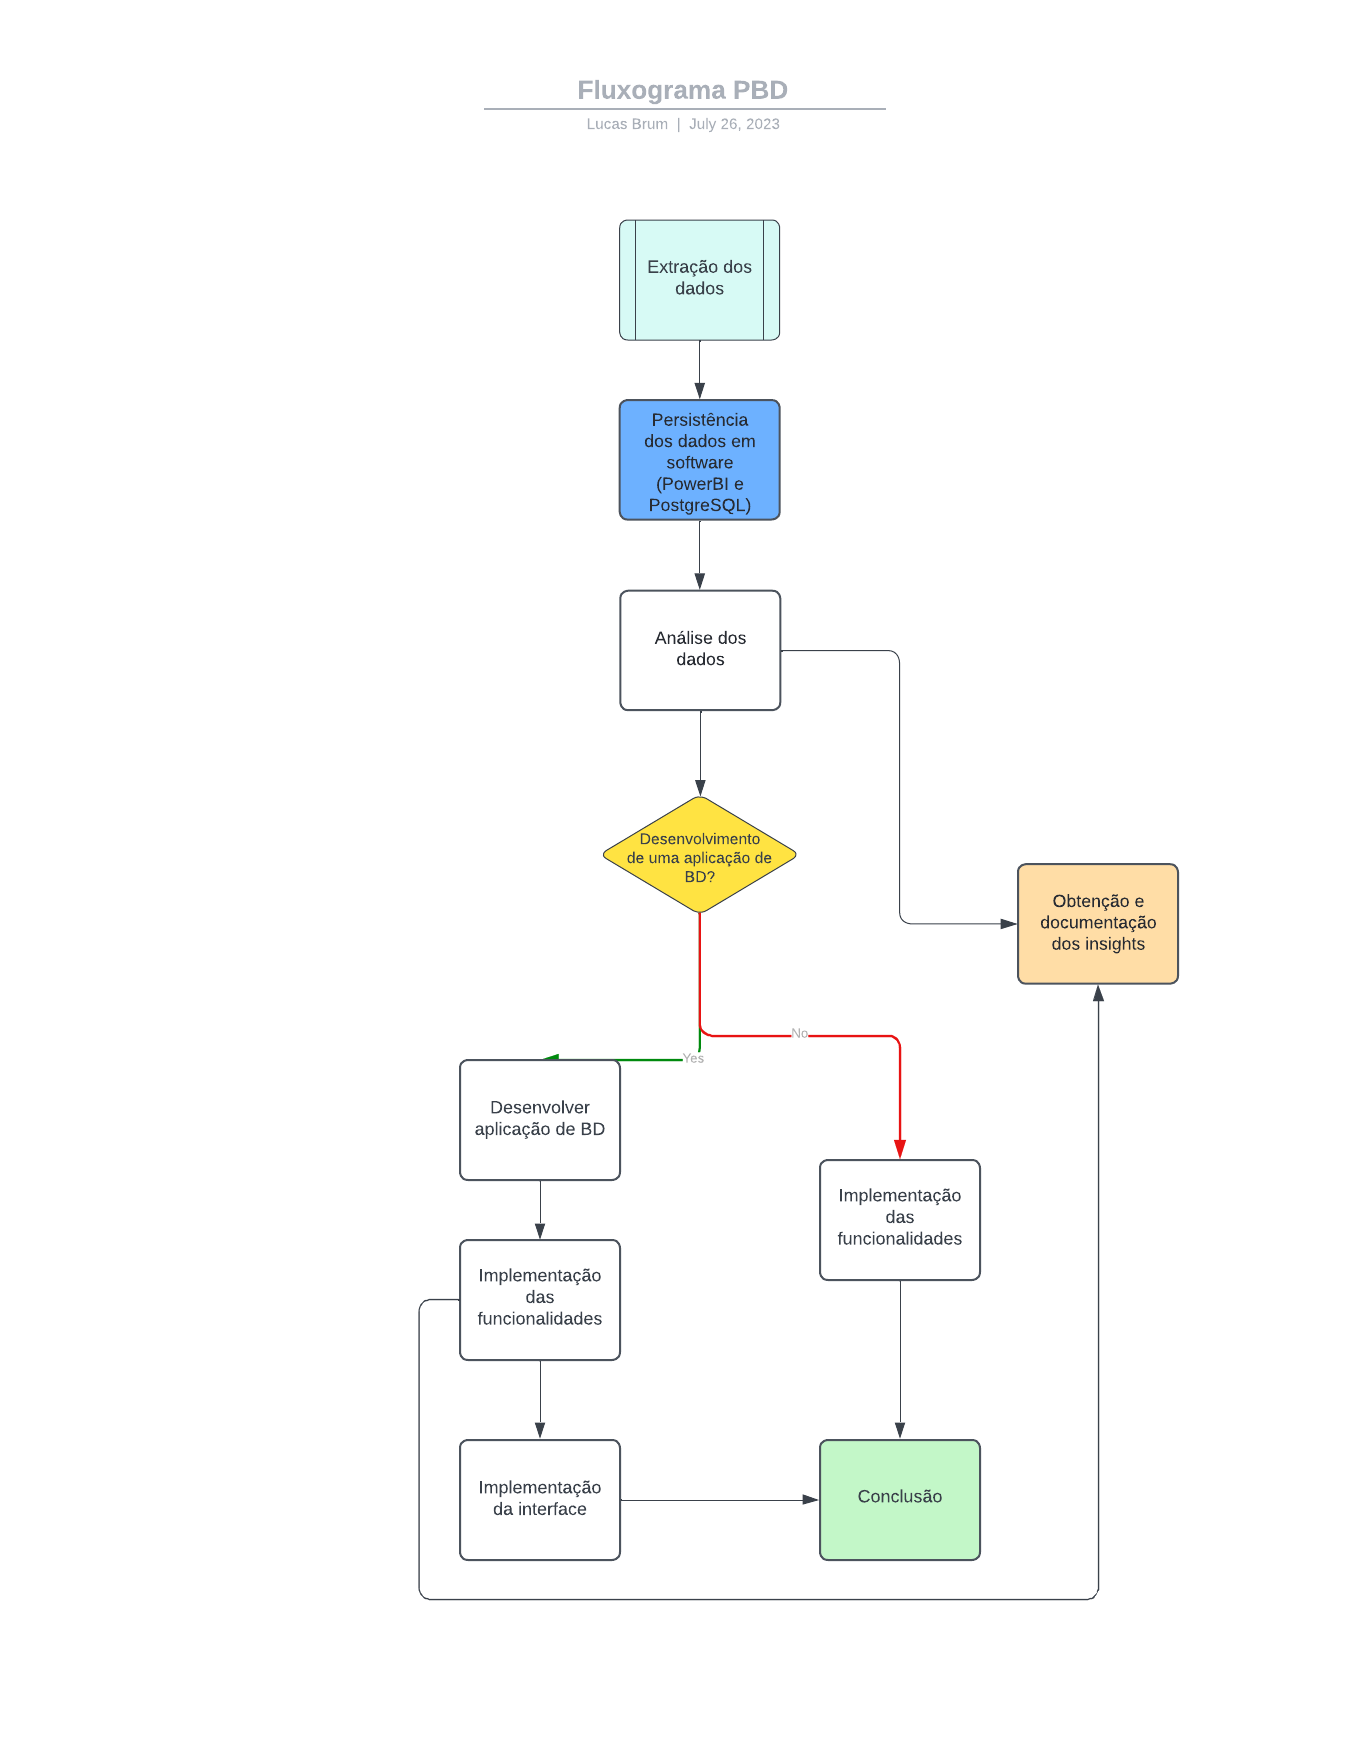 Fluxograma PBD
Lucas Brum | July 26, 2023
Extração dos
dados
Persistência
dos dados em
software
(PowerBI e
PostgreSQL)
Análise dos
dados
Desenvolvimento
de uma aplicação de
BD?
Obtenção e
documentação
dos insights
No
Yes
Desenvolver
aplicação de BD
Implementação
das
funcionalidades
Implementação
das
funcionalidades
Implementação
da interface
Conclusão